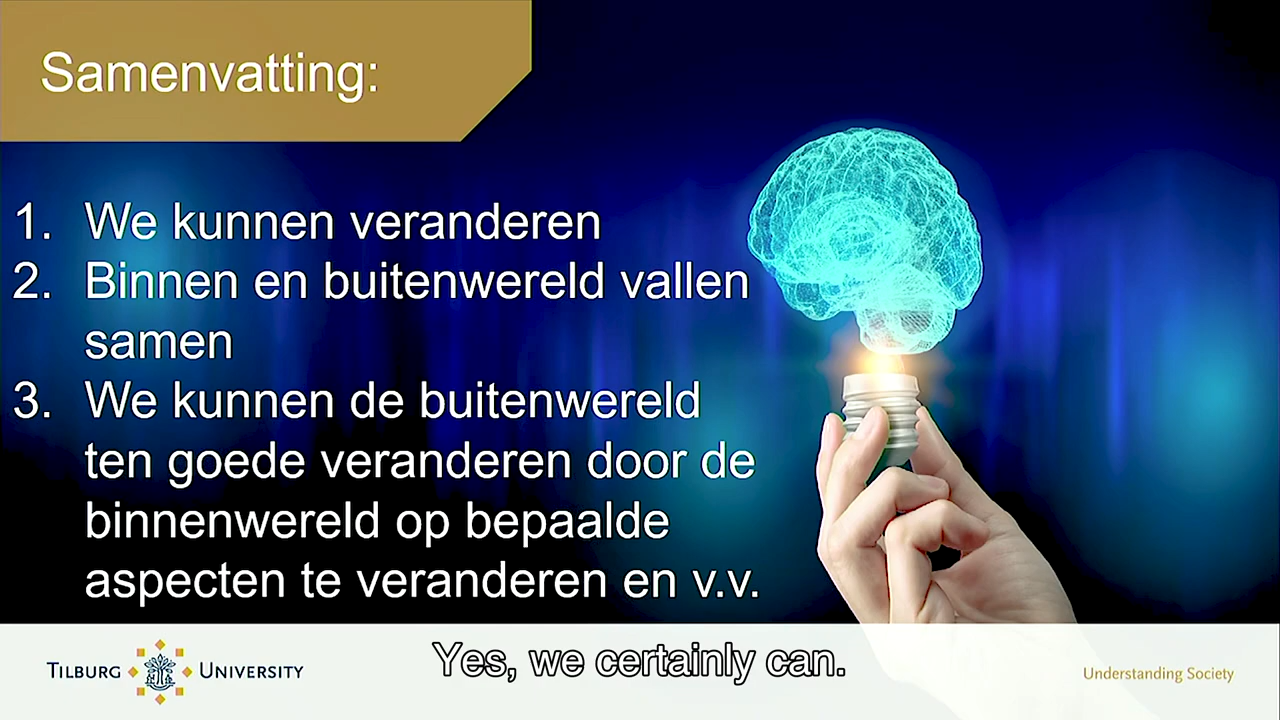 Samenvatting:
1. We kunnen veranderen
2. Binnen en buitenwereld vallen
samen
3. We kunnen de buitenwereld
ten goede veranderen door de
binnenwereld op bepaalde
aspecten te veranderen en v.v.
TILBURG UNIVERSITY
Yes, we certainly can.
Understanding Society